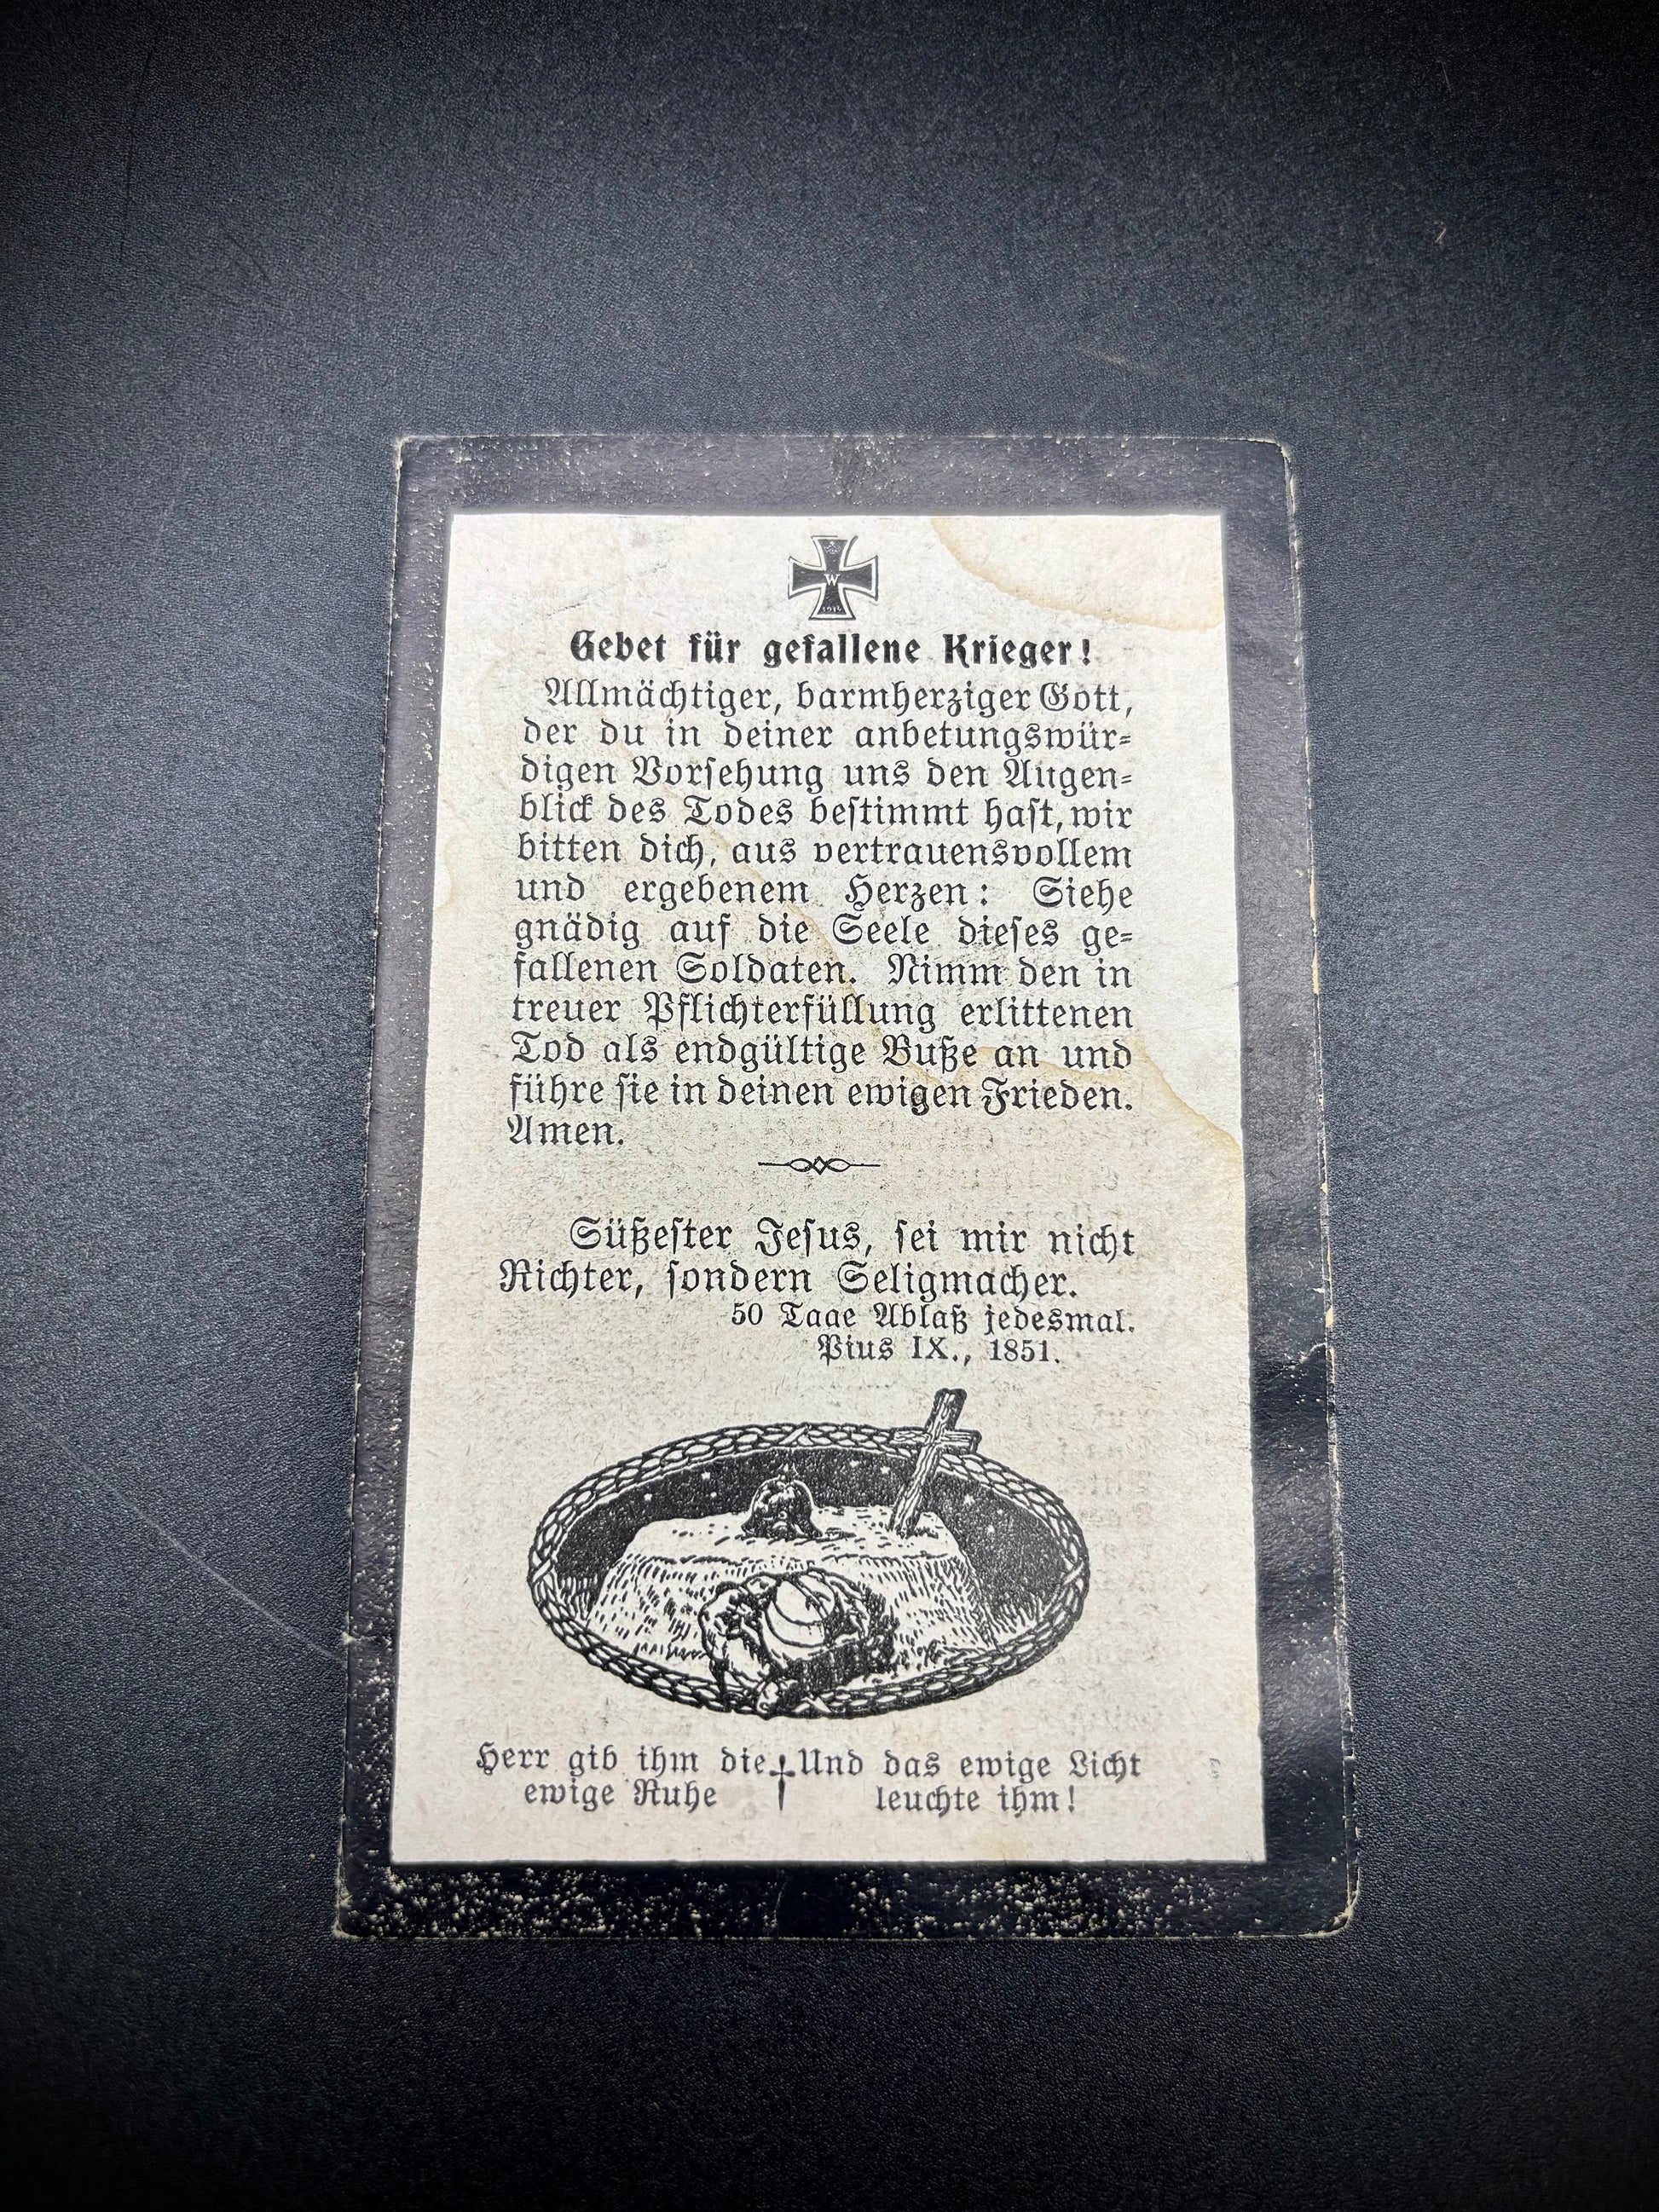 W
1914
Gebet für gefallene Krieger!
Allmächtiger, barmherziger Gott,
der du in deiner anbetungswür-
digen Vorsehung uns den Augen-
blick des Todes bestimmt hast, wir
bitten dich, aus vertrauensvollem
und ergebenem Herzen: Siehe
gnädig auf die Seele dieses ge-
fallenen Soldaten. Nimm den in
treuer Pflichterfüllung erlittenen
Tod als endgültige Buße an und
führe sie in deinen ewigen Frieden.
Amen.
Süßester Jesus, sei mir nicht
Richter, sondern Seligmacher.
50 Tage Ablaß jedesmal.
Pius IX., 1851.
Herr gib ihm die † Und das ewige Licht
ewige Ruhe leuchte ihm!